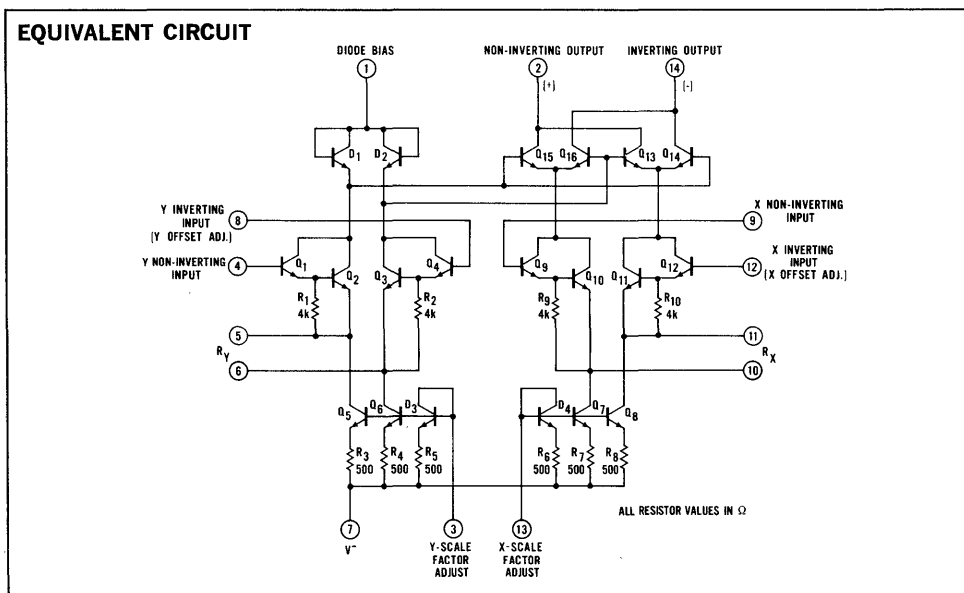 EQUIVALENT CIRCUIT
DIODE BIAS
NON-INVERTING OUTPUT
INVERTING OUTPUT
1
2
14
(+)
(-)
D1
D2
Q15
Q16
Q13
Q14
Y INVERTING
INPUT
(Y OFFSET ADJ.)
8
9
X NON-INVERTING
INPUT
Y NON-INVERTING
INPUT
4
Q1
Q2
Q3
Q4
Q9
Q10
Q11
Q12
12
X INVERTING
INPUT
(X OFFSET ADJ.)
R1
4k
R2
4k
R9
4k
R10
4k
5
11
RY
RX
6
10
Q5
Q6
D3
D4
Q7
Q8
R3
500
R4
500
R5
500
R6
500
R7
500
R8
500
ALL RESISTOR VALUES IN Ω
7
3
13
V-
Y-SCALE
FACTOR
ADJUST
X-SCALE
FACTOR
ADJUST